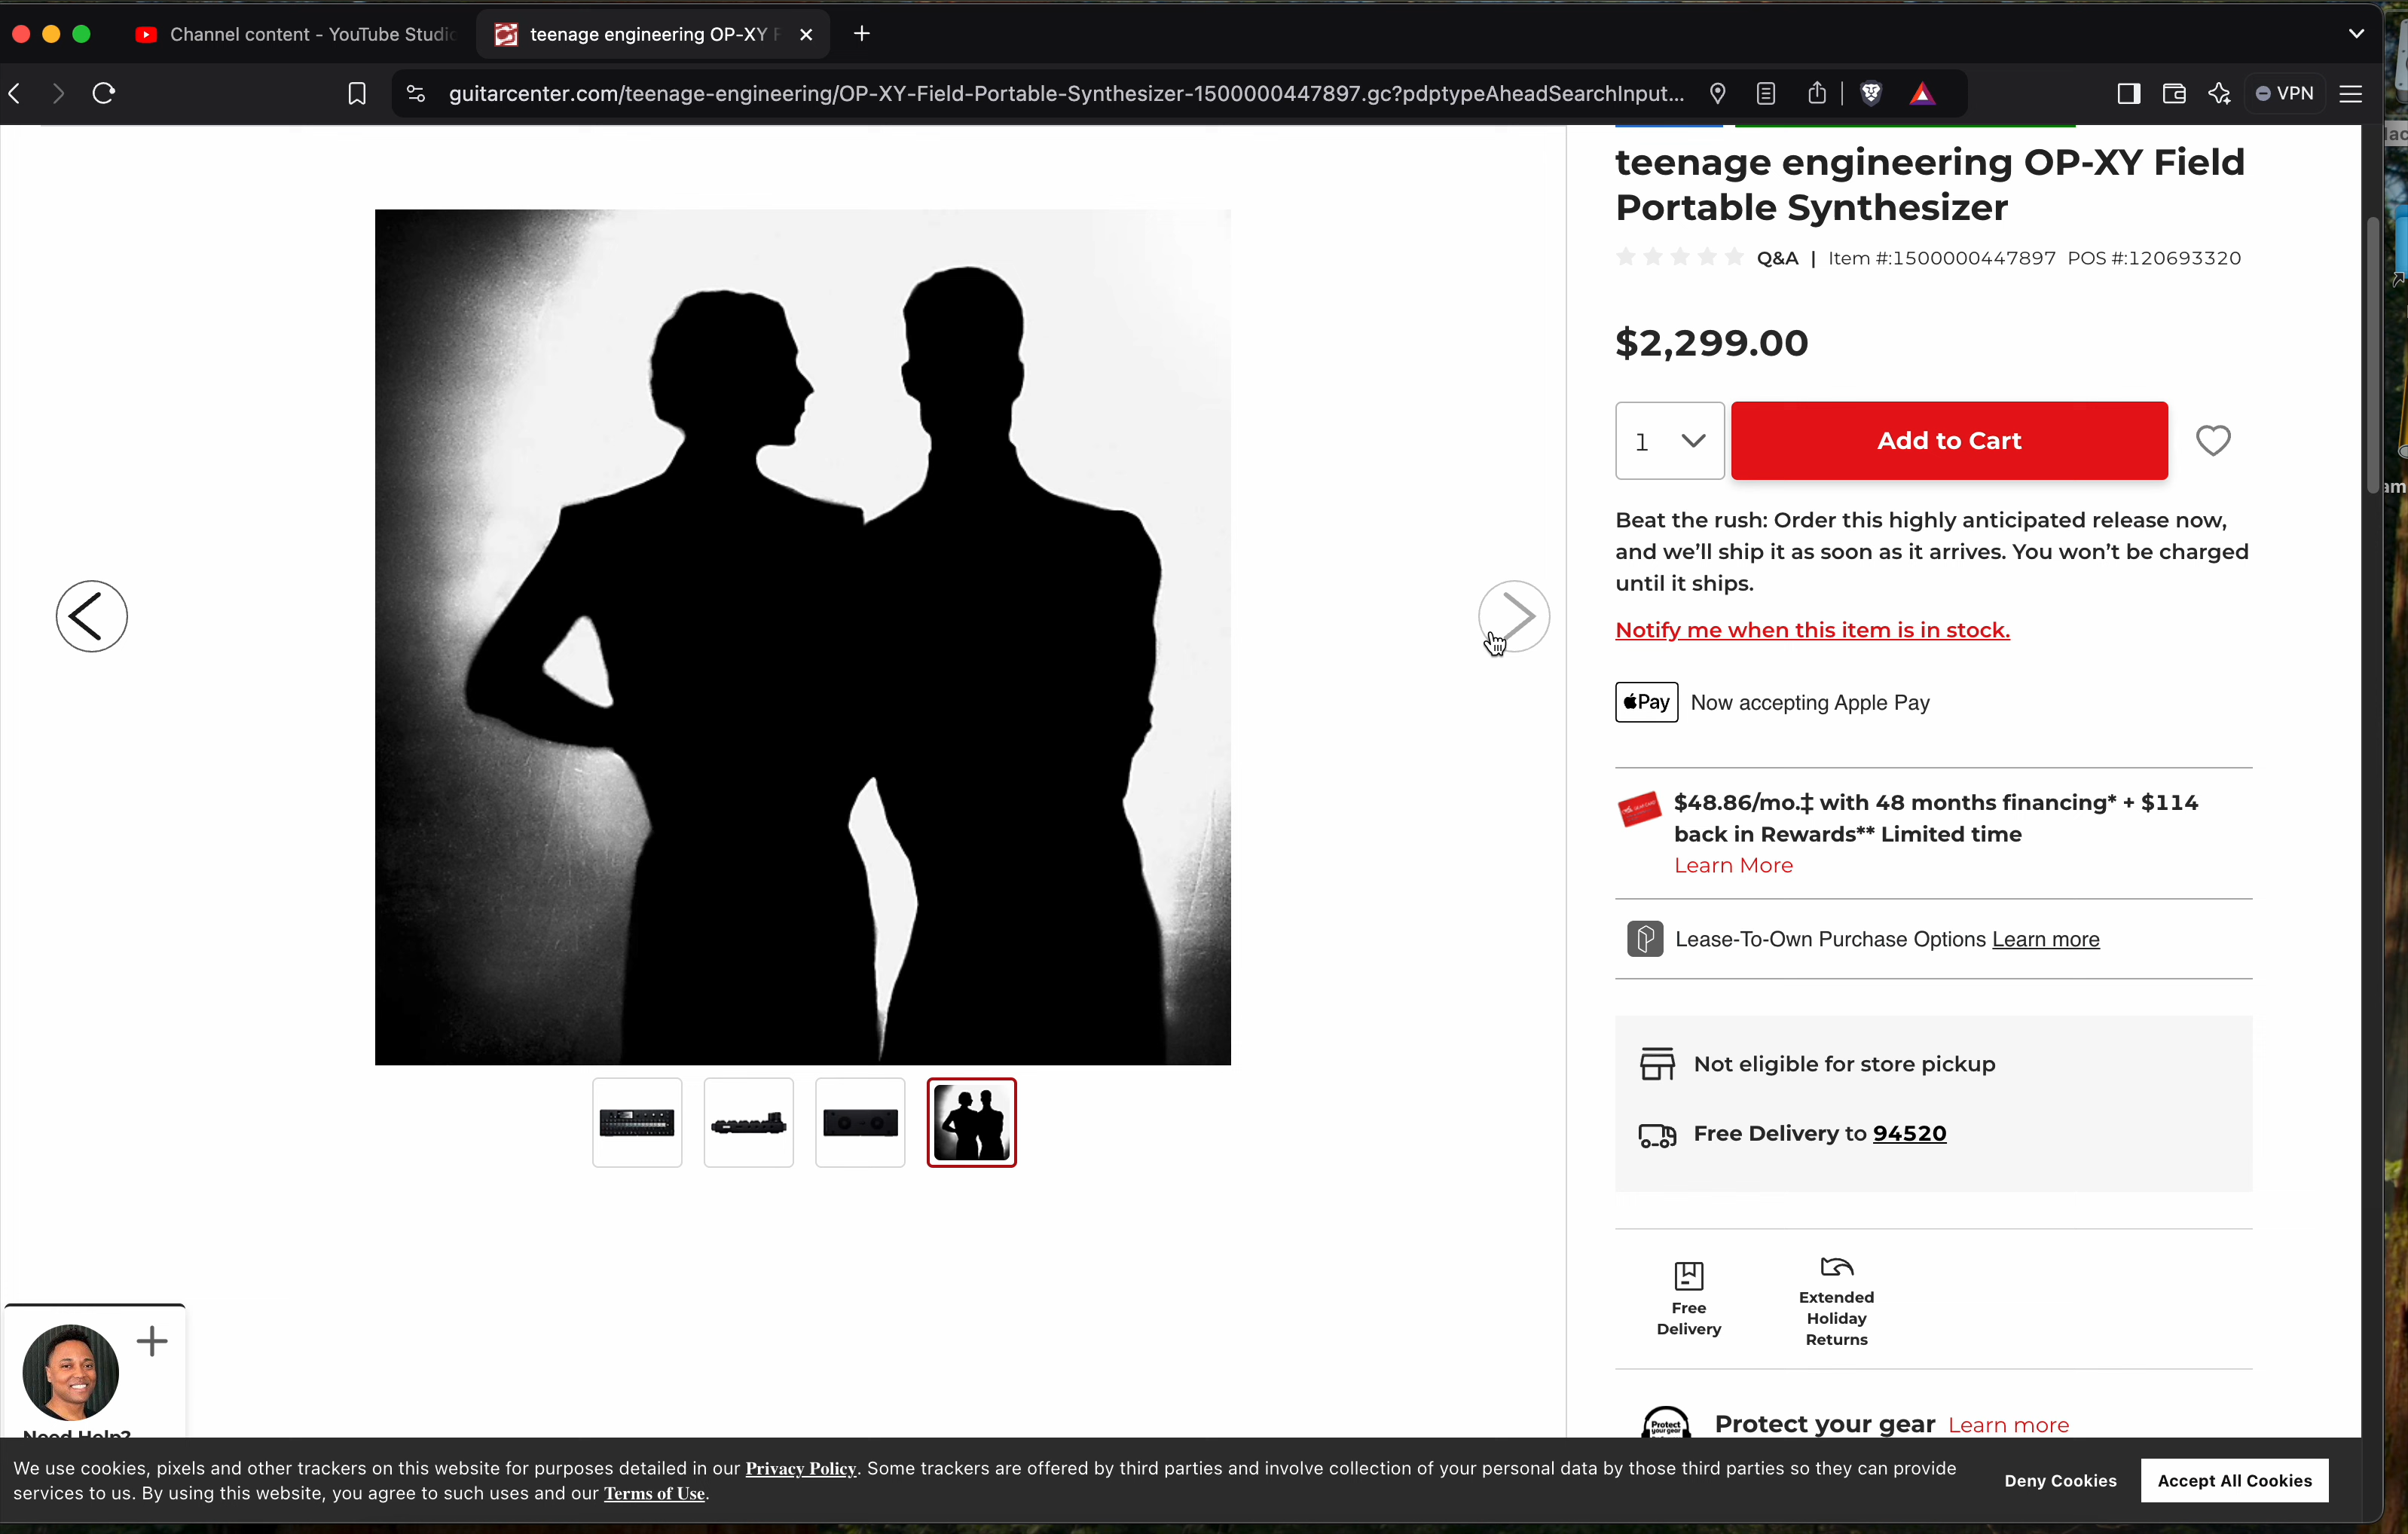 Channel content - YouTube Studio
teenage engineering OP-XY F
guitarcenter.com/teenage-engineering/OP-XY-Field-Portable-Synthesizer-1500000447897.gc?pdptypeAheadSearchInput...
VPN
teenage engineering OP-XY Field
Portable Synthesizer
Q&A | Item #:1500000447897 POS #:120693320
$2,299.00
1
Add to Cart
Beat the rush: Order this highly anticipated release now,
and we'll ship it as soon as it arrives. You won't be charged
until it ships.
Notify me when this item is in stock.
Pay Now accepting Apple Pay
$48.86/mo.‡ with 48 months financing* + $114
back in Rewards** Limited time
Learn More
Lease-To-Own Purchase Options Learn more
Not eligible for store pickup
Free Delivery to 94520
Free
Delivery
Extended
Holiday
Returns
Protect
your gear
Protect your gear Learn more
Need Help?
We use cookies, pixels and other trackers on this website for purposes detailed in our Privacy Policy. Some trackers are offered by third parties and involve collection of your personal data by those third parties so they can provide
services to us. By using this website, you agree to such uses and our Terms of Use.
Deny Cookies
Accept All Cookies